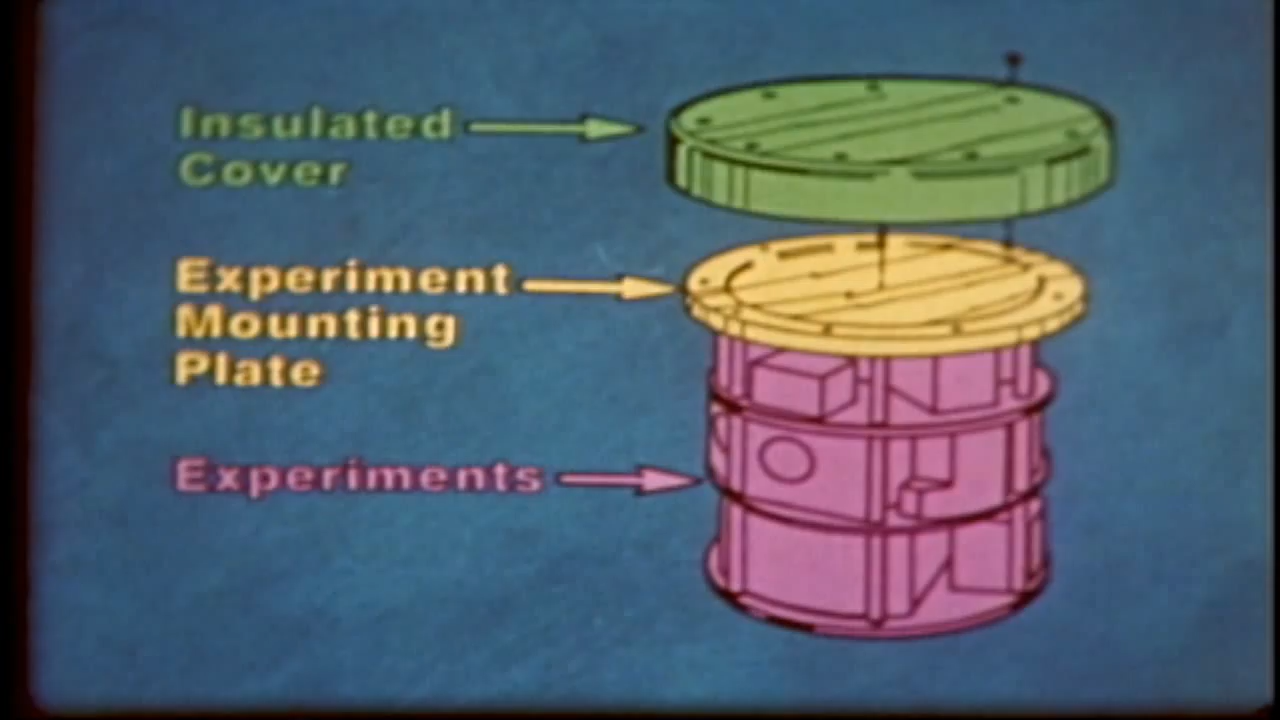 Insulated
Cover
Experiment
Mounting
Plate
Experiments